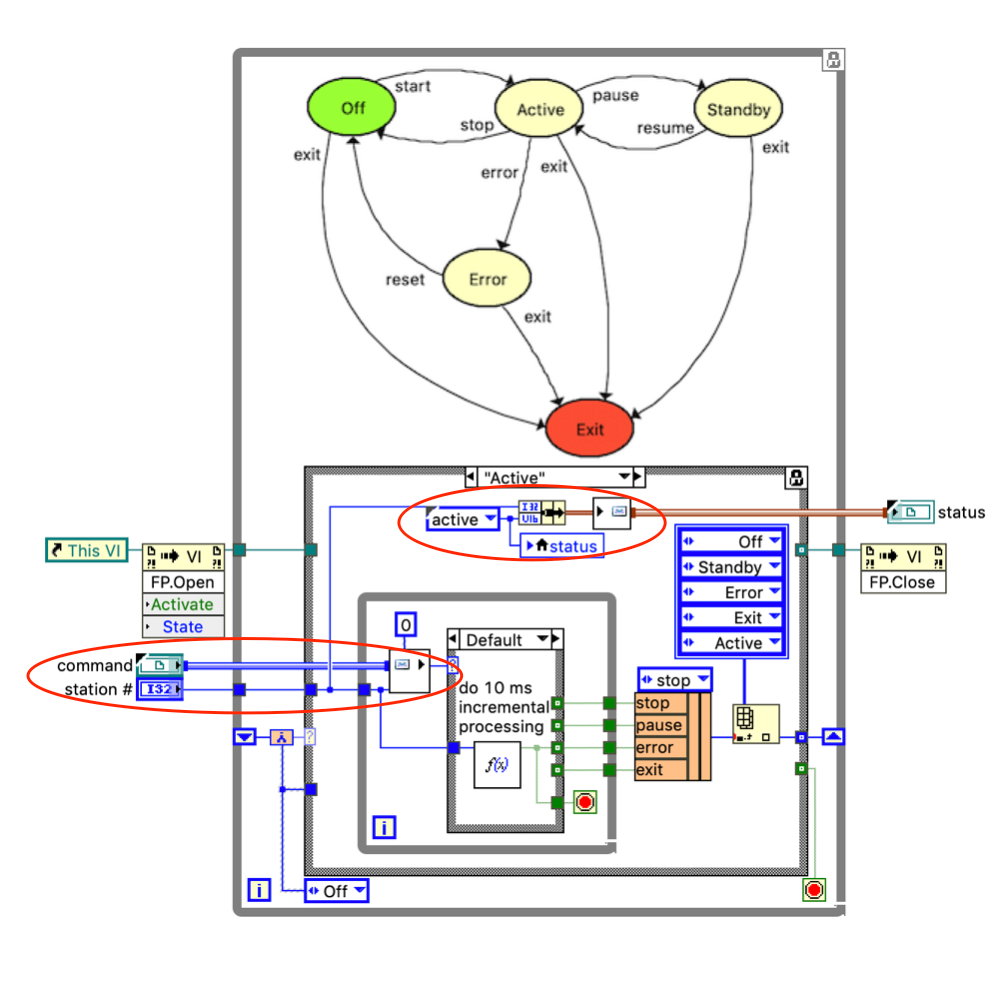 Off
start
Active
pause
Standby
stop
resume
exit
error
exit
exit
reset
Error
exit
Exit
"Active"
active
I32
VIb
status
status
This VI
VI
FP.Open
Activate
State
Off
Standby
Error
Exit
Active
VI
FP.Close
0
Default
command
station #
I32
?
do 10 ms
incremental
processing
f(x)
stop
stop
pause
error
exit
?
i
i
Off